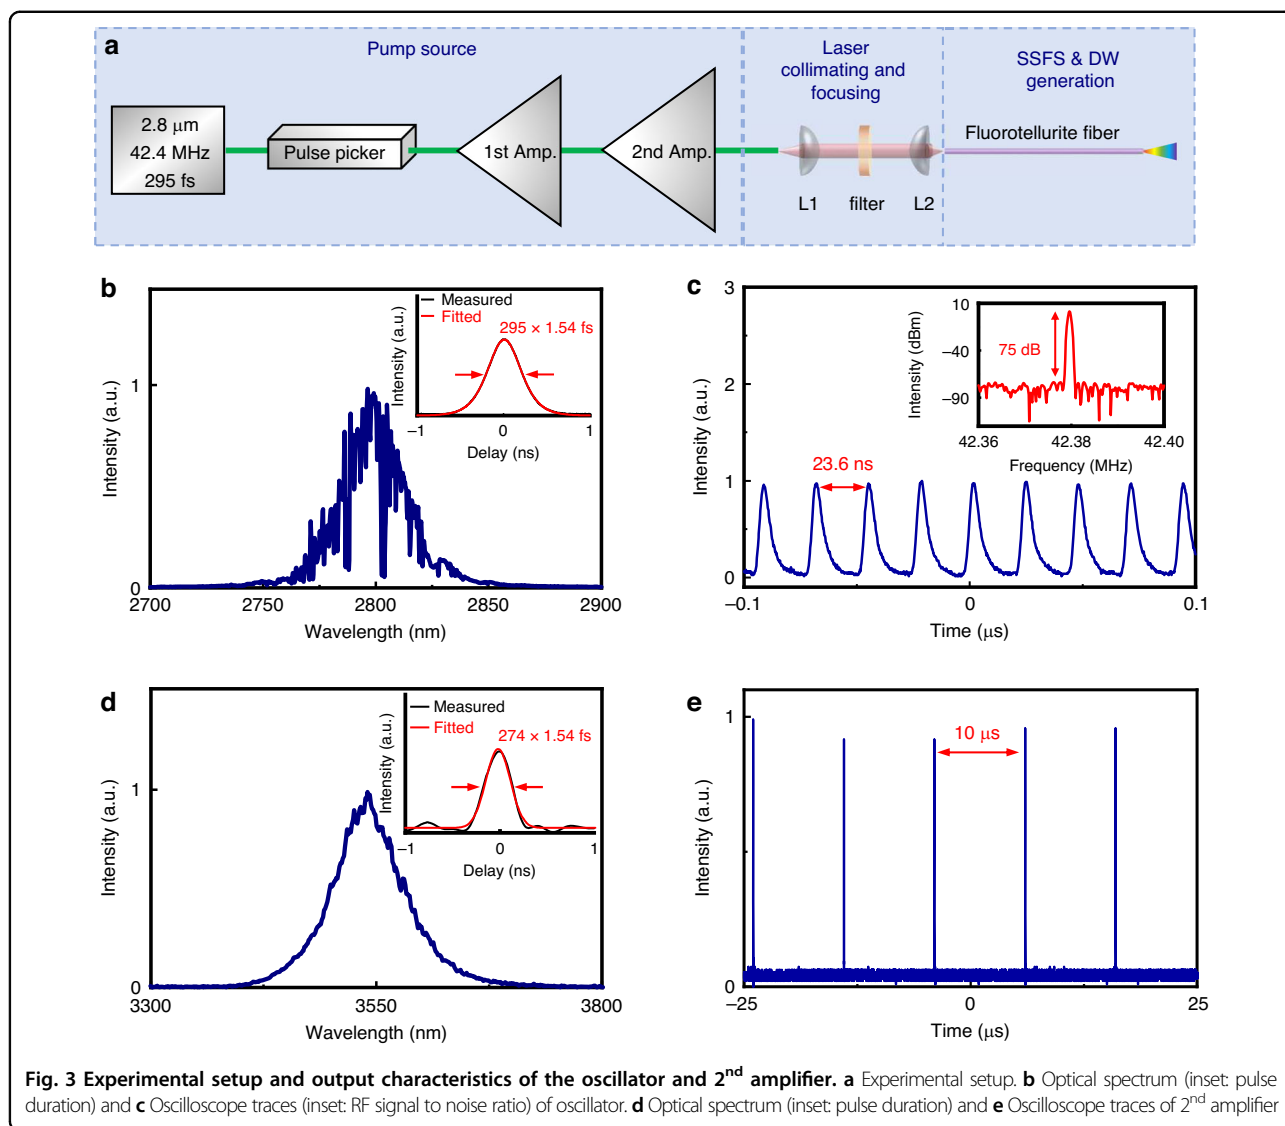 a
Pump source
Laser
collimating and
focusing
SSFS & DW
generation
2.8 μm
42.4 MHz
295 fs
Pulse picker
1st Amp.
2nd Amp.
Fluorotellurite fiber
L1
filter
L2
b
Intensity (a.u.)
1
0
2700
2750
2800
2850
2900
Wavelength (nm)
Measured
Fitted
295 × 1.54 fs
Intensity (a.u.)
−1
0
1
Delay (ns)
c
Intensity (a.u.)
3
2
1
0
−0.1
0
0.1
Time (μs)
23.6 ns
Intensity (dBm)
10
−40
−90
75 dB
42.36
42.38
42.40
Frequency (MHz)
d
Intensity (a.u.)
1
0
3300
3550
3800
Wavelength (nm)
Measured
Fitted
274 × 1.54 fs
Intensity (a.u.)
−1
0
1
Delay (ns)
e
Intensity (a.u.)
1
0
−25
0
25
Time (μs)
10 μs
Fig. 3 Experimental setup and output characteristics of the oscillator and 2nd amplifier. a Experimental setup. b Optical spectrum (inset: pulse
duration) and c Oscilloscope traces (inset: RF signal to noise ratio) of oscillator. d Optical spectrum (inset: pulse duration) and e Oscilloscope traces of 2nd amplifier